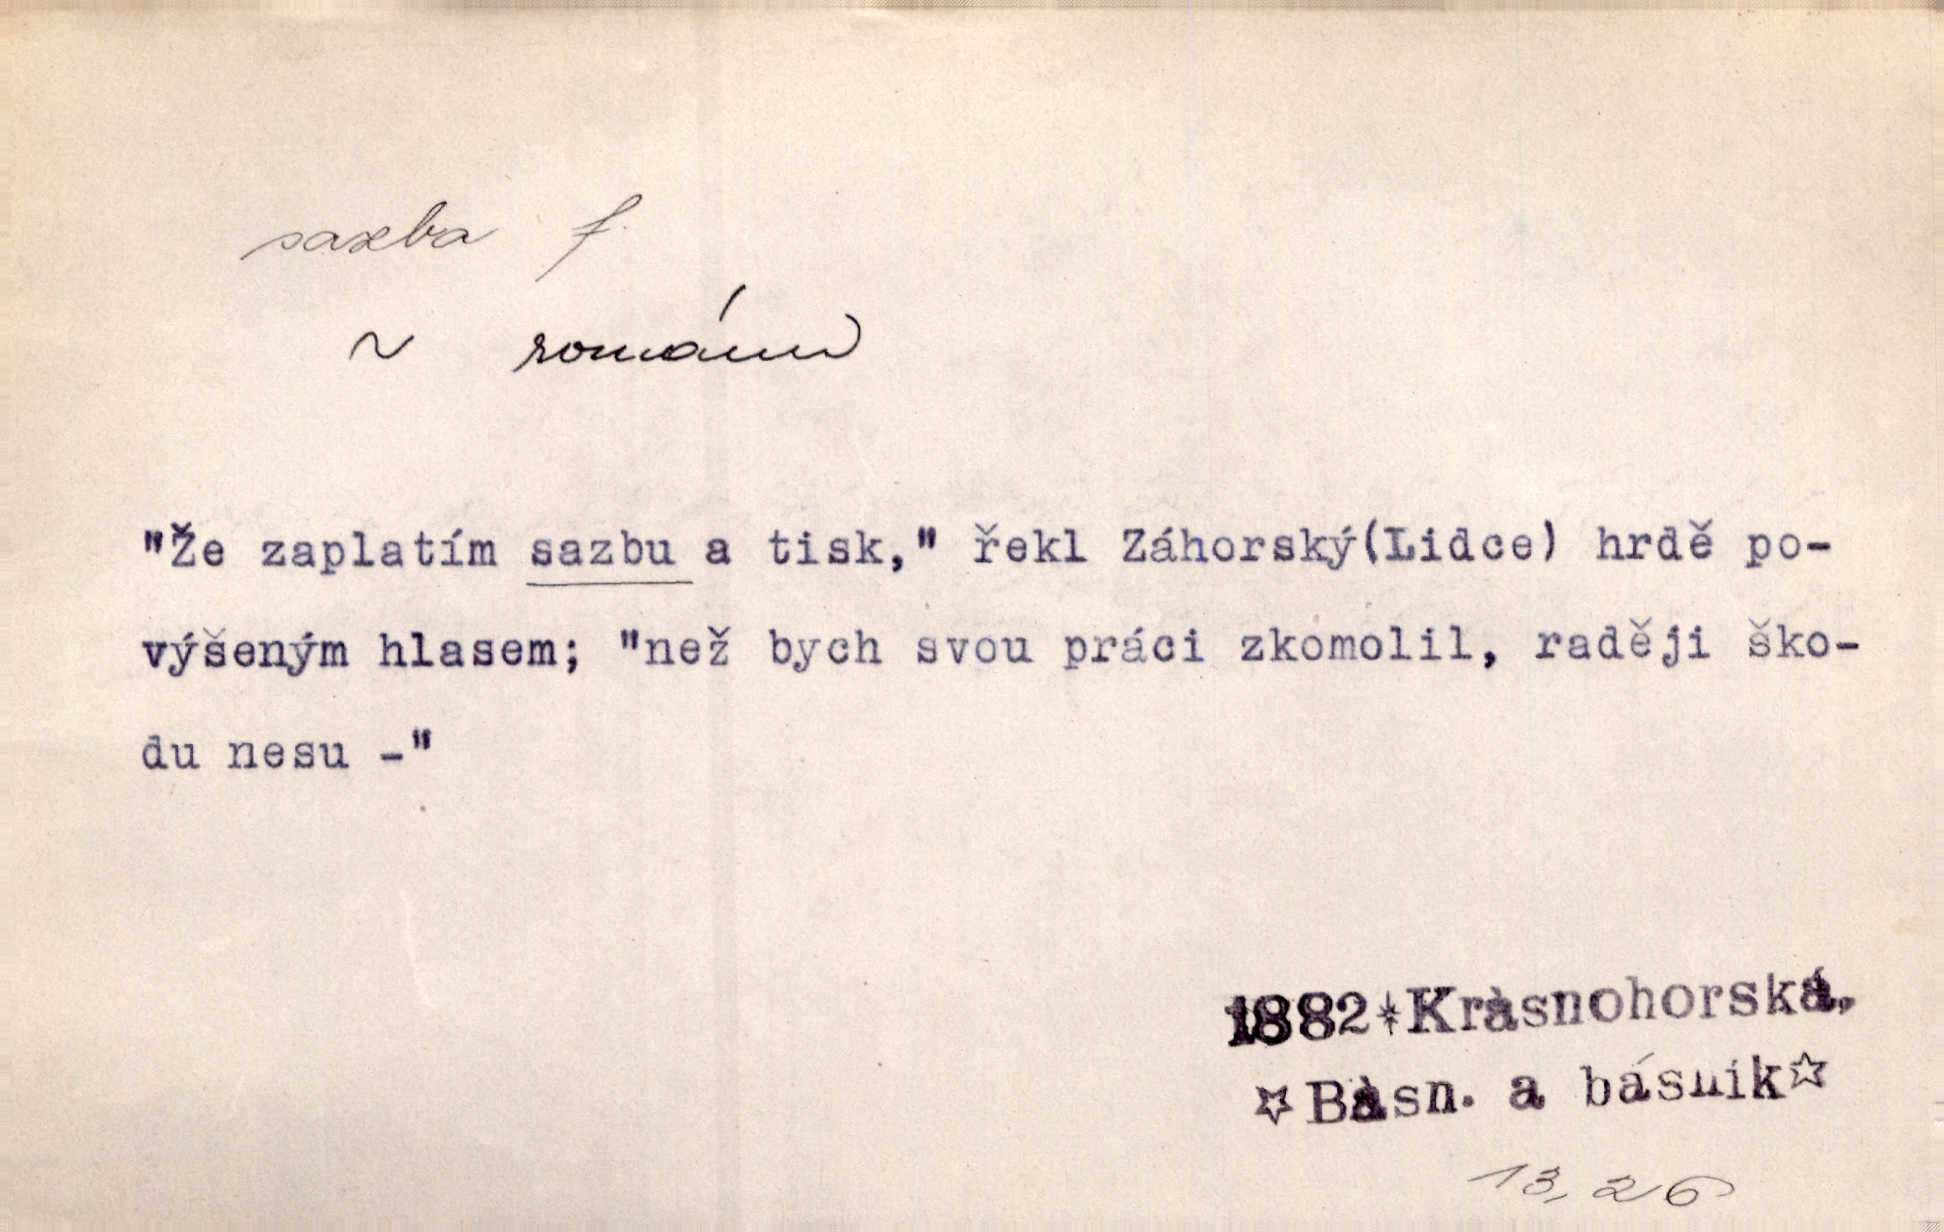 sazba f.
~ románu
"Že zaplatím sazbu a tisk," řekl Záhorský(Lidce) hrdě po-
výšeným hlasem; "než bych svou práci zkomolil, raději ško-
du nesu -"
1882*Krásnohorská,
☆Básn. a básník☆
13, 26